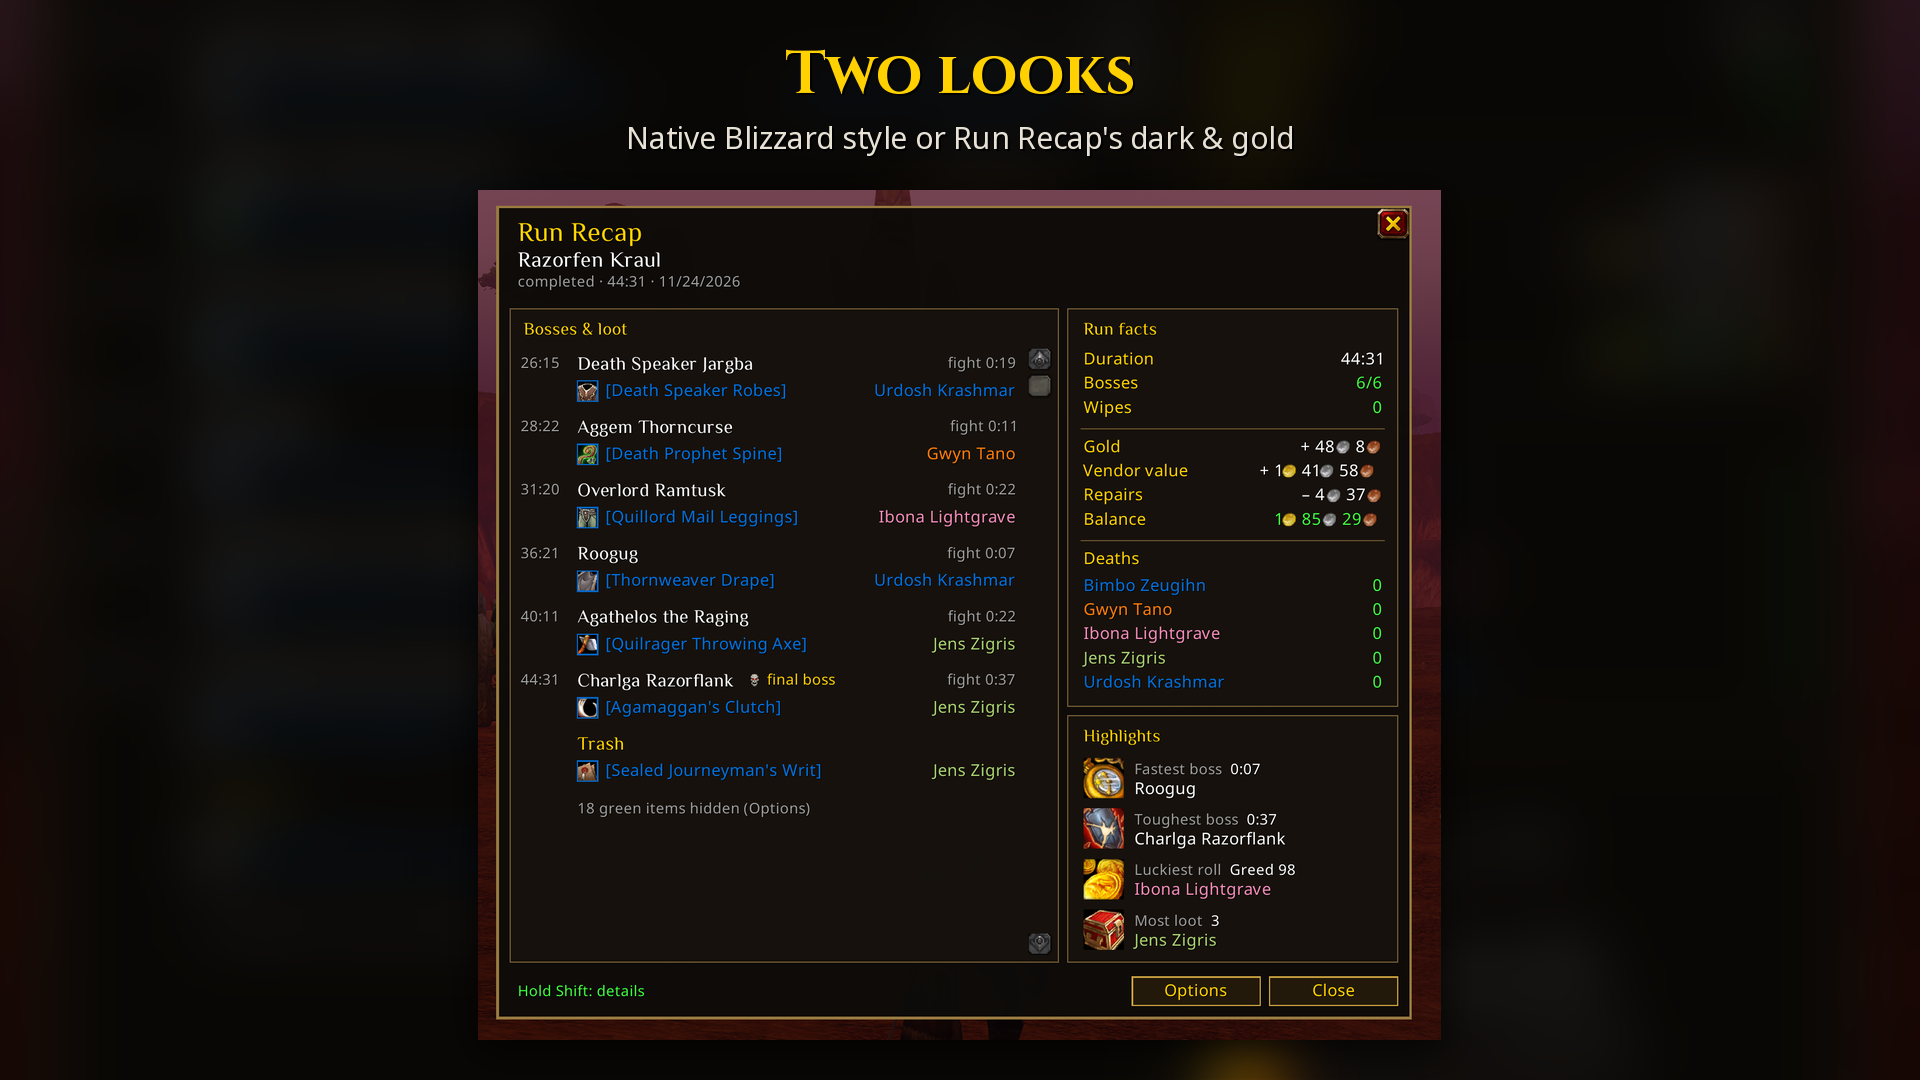 Two looks
Native Blizzard style or Run Recap's dark & gold
Run Recap
Razorfen Kraul
completed · 44:31 · 11/24/2026
Bosses & loot
26:15 Death Speaker Jargba fight 0:19
[Death Speaker Robes] Urdosh Krashmar
28:22 Aggem Thorncurse fight 0:11
[Death Prophet Spine] Gwyn Tano
31:20 Overlord Ramtusk fight 0:22
[Quillord Mail Leggings] Ibona Lightgrave
36:21 Roogug fight 0:07
[Thornweaver Drape] Urdosh Krashmar
40:11 Agathelos the Raging fight 0:22
[Quilrager Throwing Axe] Jens Zigris
44:31 Charlga Razorflank final boss fight 0:37
[Agamaggan's Clutch] Jens Zigris
Trash
[Sealed Journeyman's Writ] Jens Zigris
18 green items hidden (Options)
Run facts
Duration 44:31
Bosses 6/6
Wipes 0
Gold + 48 8
Vendor value + 1 41 58
Repairs – 4 37
Balance 1 85 29
Deaths
Bimbo Zeugihn 0
Gwyn Tano 0
Ibona Lightgrave 0
Jens Zigris 0
Urdosh Krashmar 0
Highlights
Fastest boss 0:07
Roogug
Toughest boss 0:37
Charlga Razorflank
Luckiest roll Greed 98
Ibona Lightgrave
Most loot 3
Jens Zigris
Hold Shift: details
Options
Close